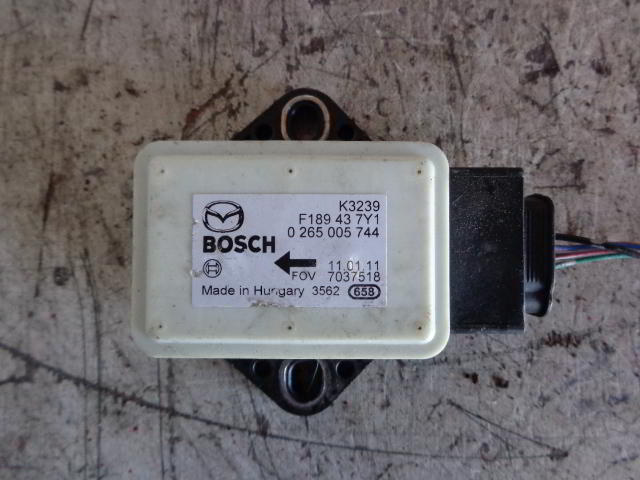 K3239
F189 43 7Y1
0 265 005 744
BOSCH
11.01.11
FOV 7037518
Made in Hungary 3562 658